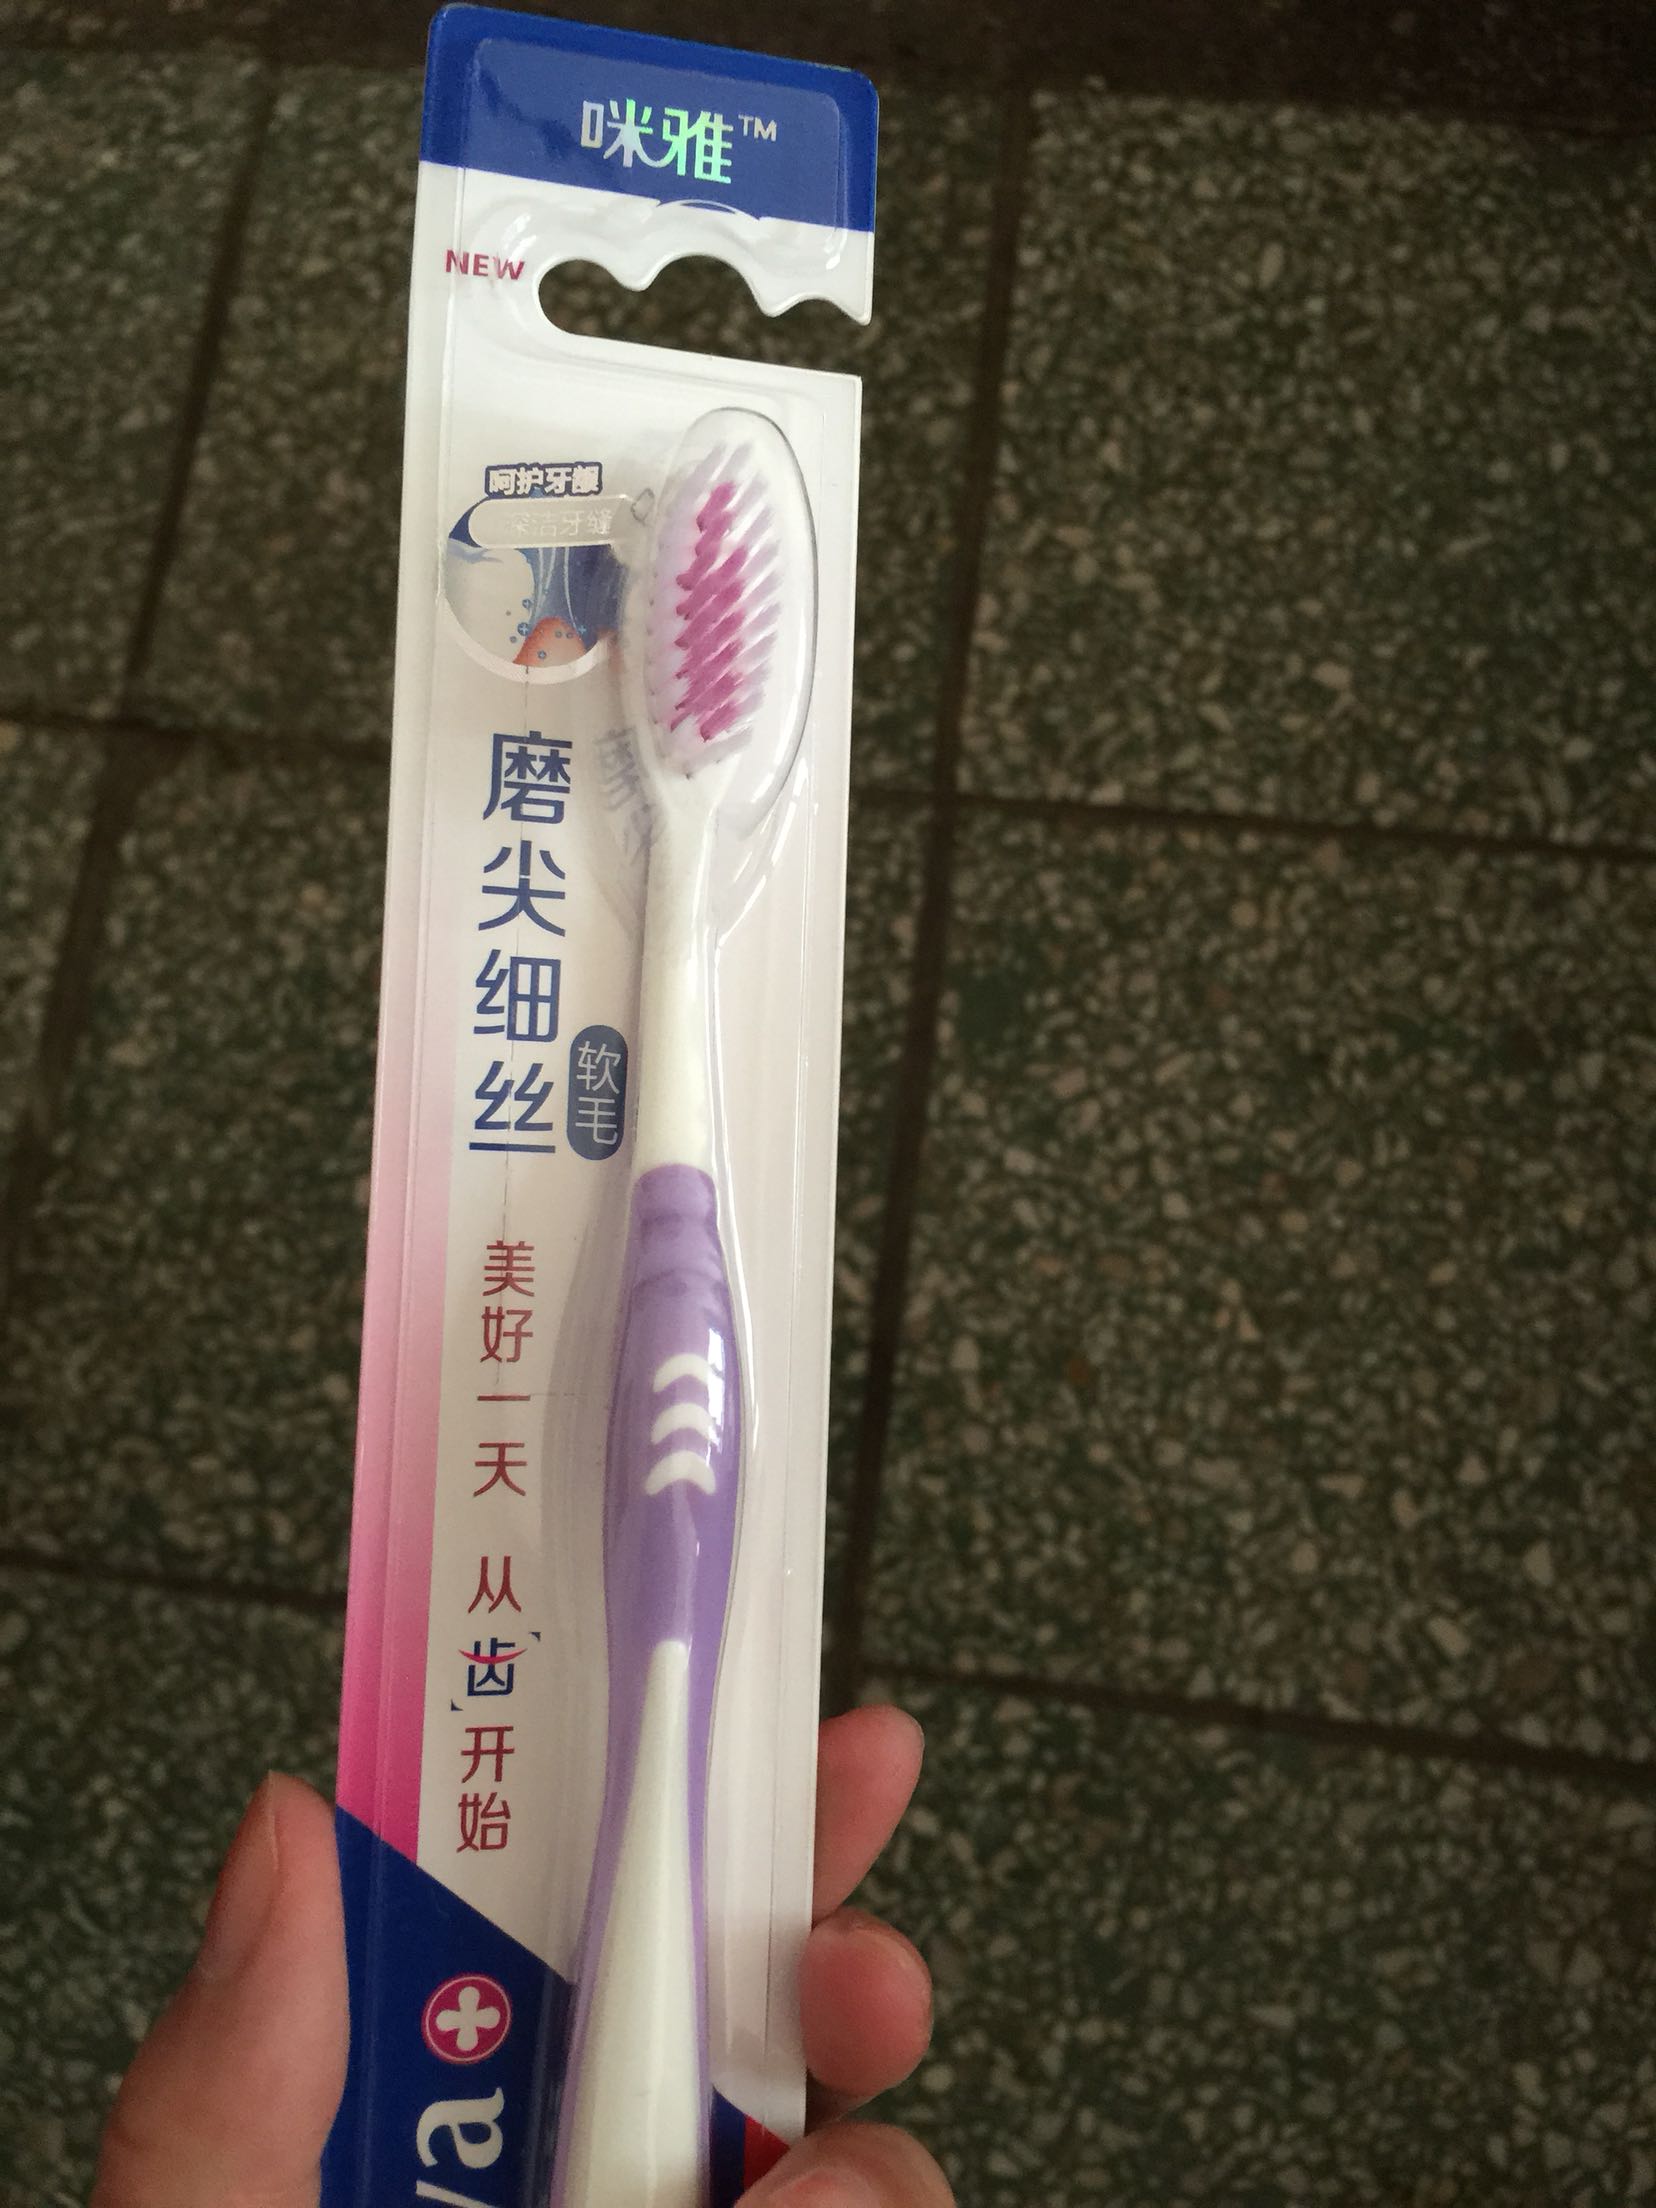 咪雅™
NEW
呵护牙龈
深洁牙缝
磨尖细丝
软毛
美好一天 从「齿」开始